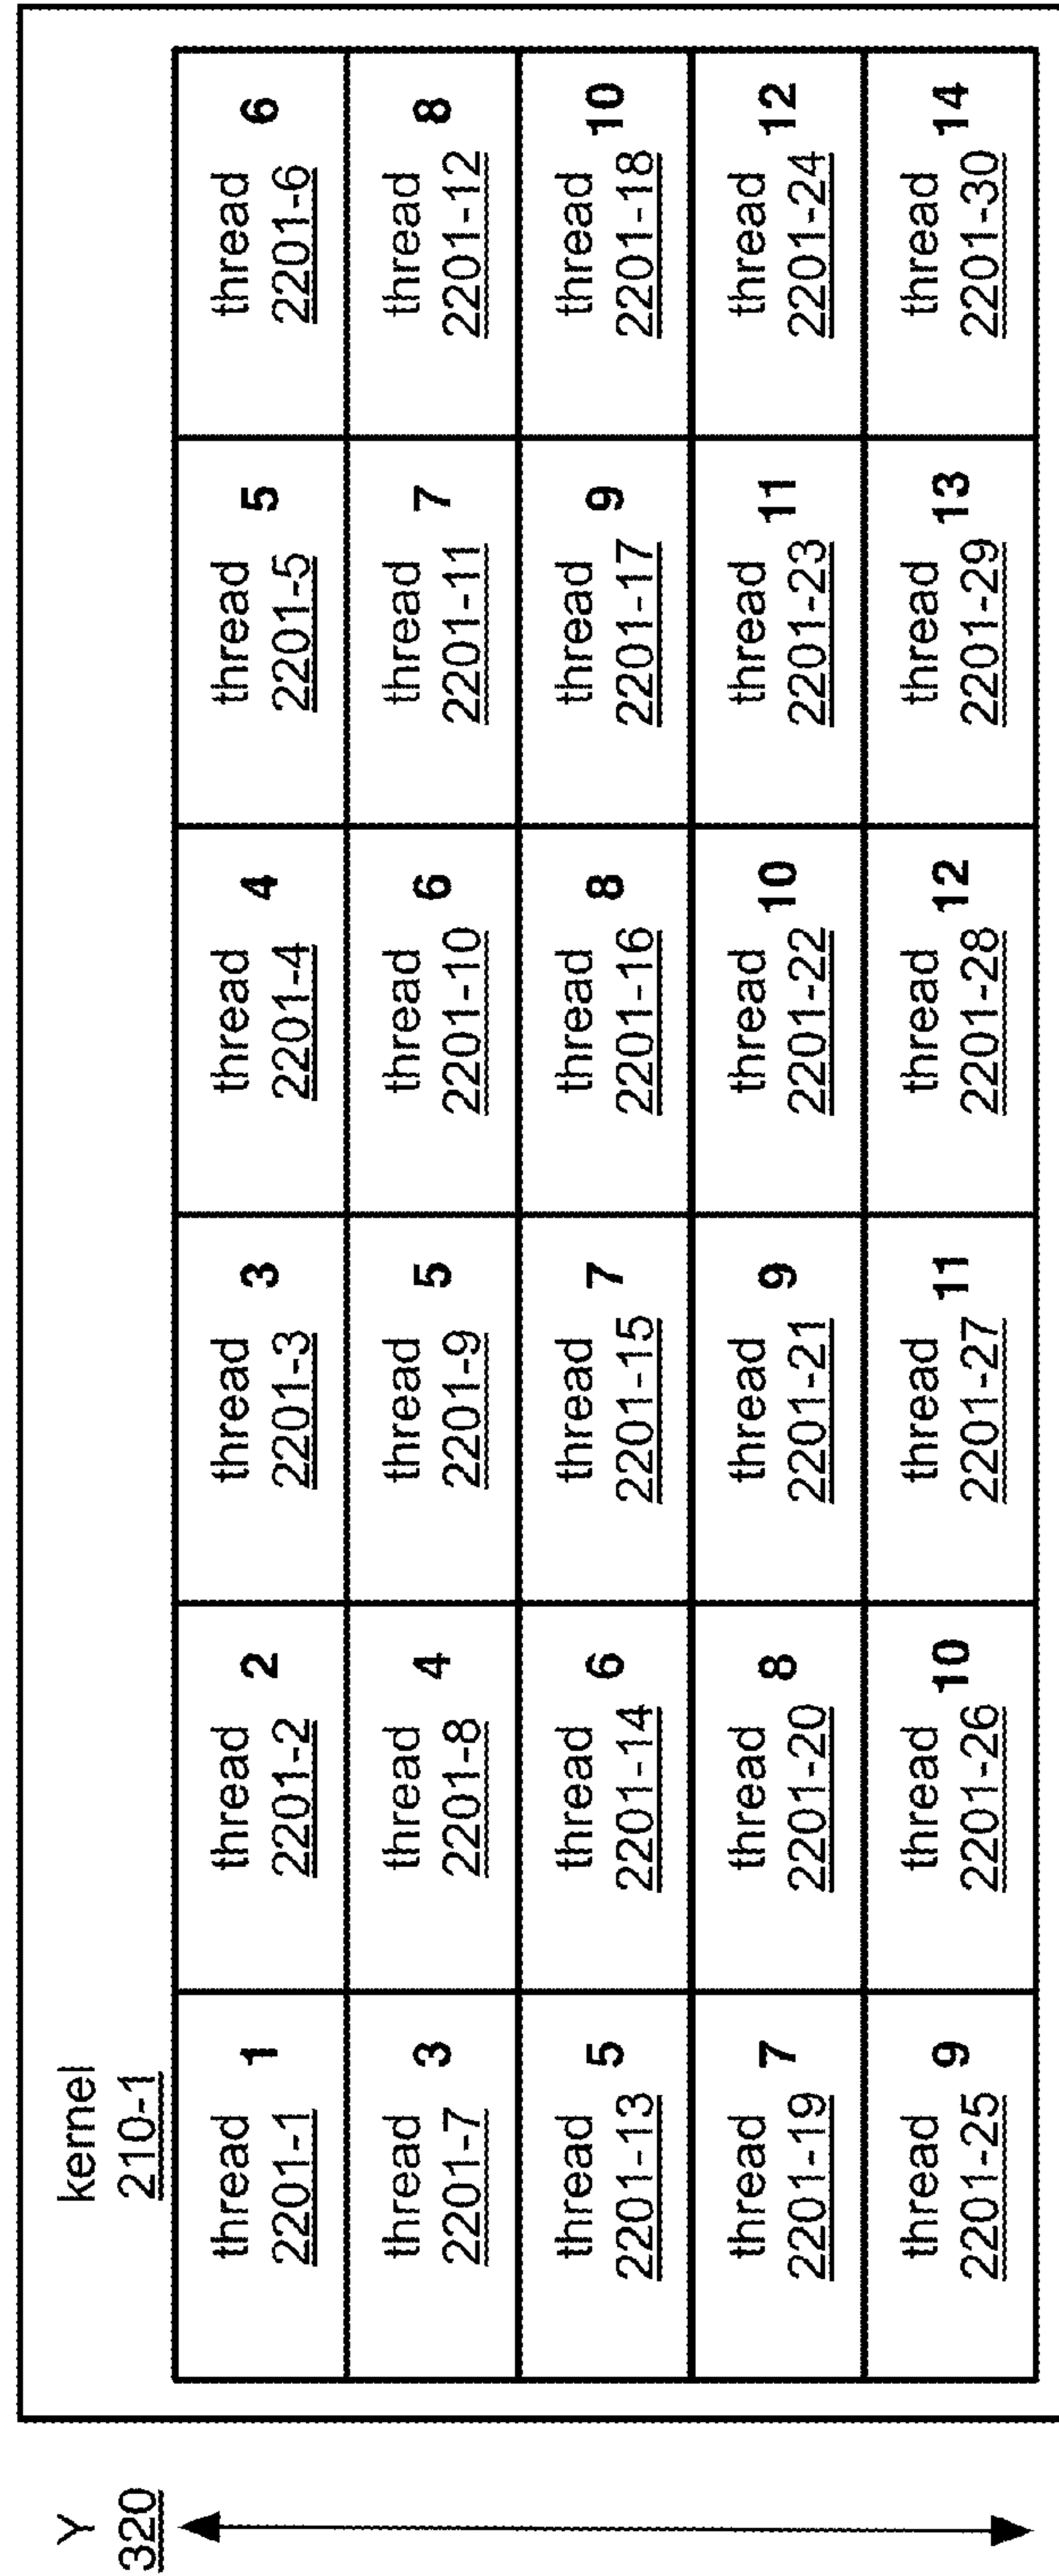 kernel
210-1
Y
320
thread
2201-1
1
thread
2201-2
2
thread
2201-3
3
thread
2201-4
4
thread
2201-5
5
thread
2201-6
6
thread
2201-7
3
thread
2201-8
4
thread
2201-9
5
thread
2201-10
6
thread
2201-11
7
thread
2201-12
8
thread
2201-13
5
thread
2201-14
6
thread
2201-15
7
thread
2201-16
8
thread
2201-17
9
thread
2201-18
10
thread
2201-19
7
thread
2201-20
8
thread
2201-21
9
thread
2201-22
10
thread
2201-23
11
thread
2201-24
12
thread
2201-25
9
thread
2201-26
10
thread
2201-27
11
thread
2201-28
12
thread
2201-29
13
thread
2201-30
14